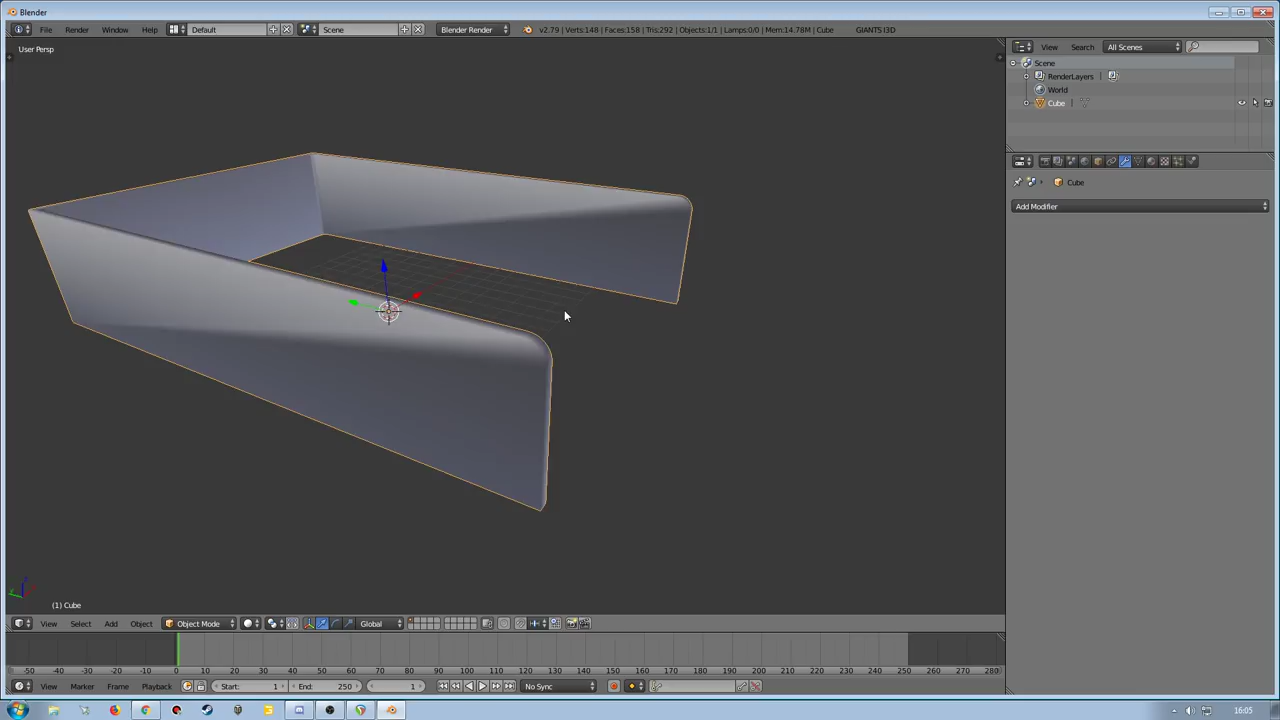 Blender
File Render Window Help Default Scene Blender Render v2.79 | Verts:148 | Faces:158 | Tris:292 | Objects:1/1 | Lamps:0/0 | Mem:14.78M | Cube GIANTS I3D
User Persp
View Search All Scenes
Scene
RenderLayers
World
Cube
Cube
Add Modifier
(1) Cube
View Select Add Object Object Mode Global
-50 -40 -30 -20 -10 0 10 20 30 40 50 60 70 80 90 100 110 120 130 140 150 160 170 180 190 200 210 220 230 240 250 260 270 280
View Marker Frame Playback Start: 1 End: 250 1 No Sync
16:05